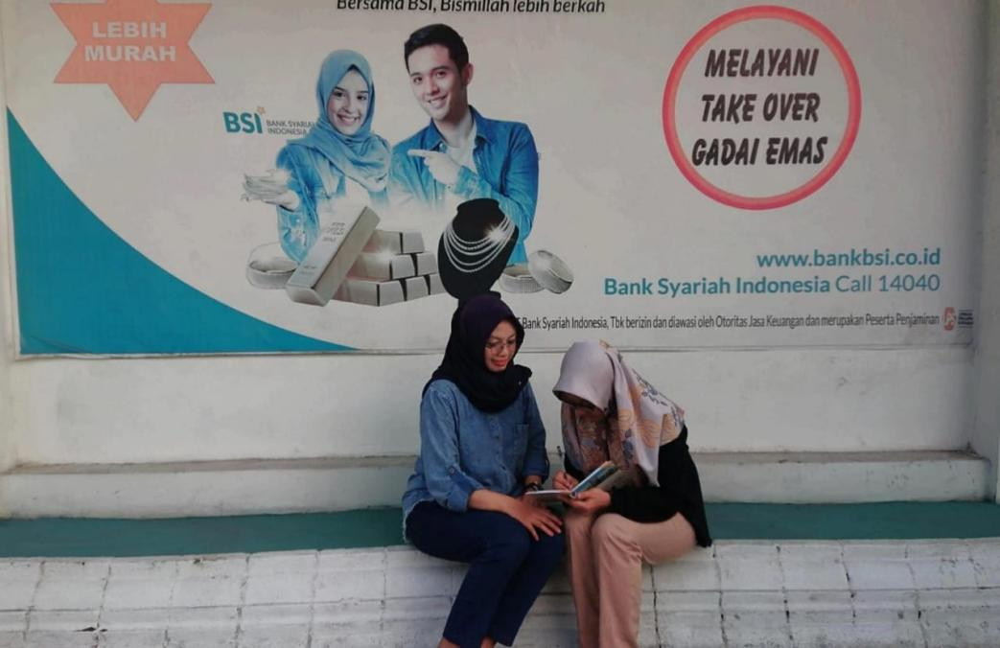 Bersama BSI, Bismillah lebih berkah
LEBIH
MURAH
BSI BANK SYARIAH
INDONESIA
MELAYANI
TAKE OVER
GADAI EMAS
www.bankbsi.co.id
Bank Syariah Indonesia Call 14040
Bank Syariah Indonesia, Tbk berizin dan diawasi oleh Otoritas Jasa Keuangan dan merupakan Peserta Penjaminan